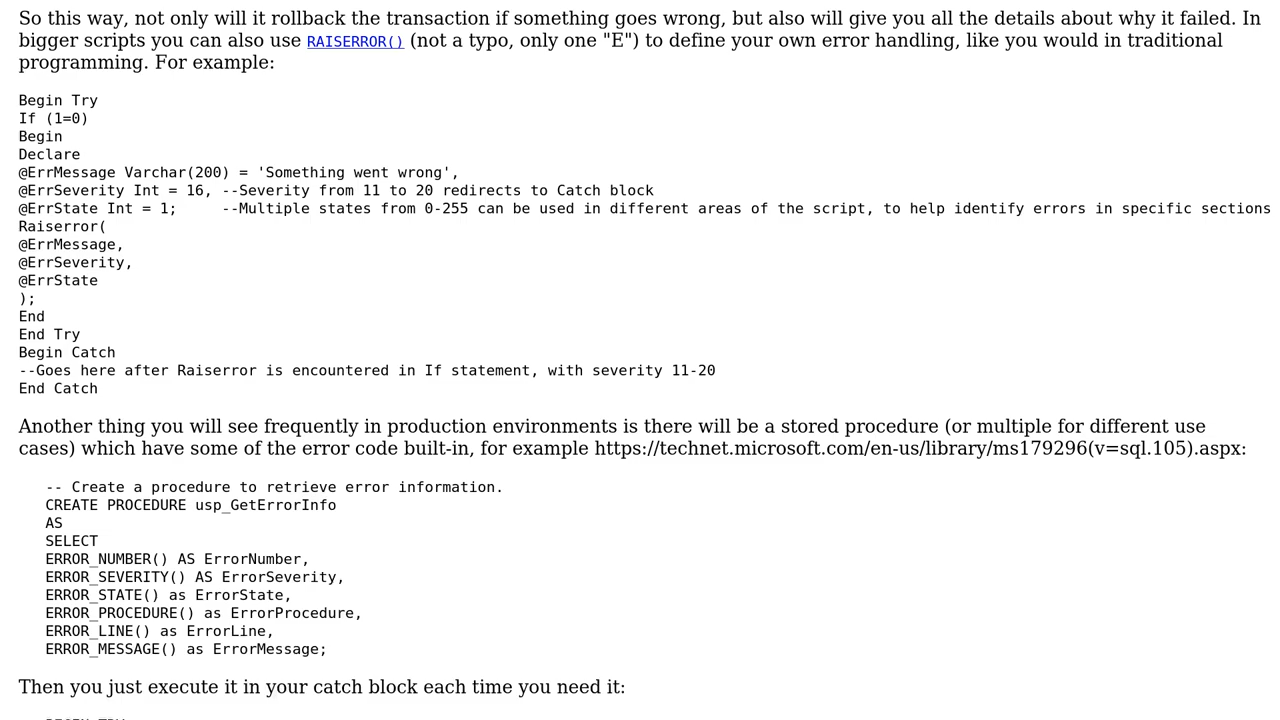 So this way, not only will it rollback the transaction if something goes wrong, but also will give you all the details about why it failed. In
bigger scripts you can also use RAISERROR() (not a typo, only one "E") to define your own error handling, like you would in traditional
programming. For example:
Begin Try
If (1=0)
Begin
Declare
@ErrMessage Varchar(200) = 'Something went wrong',
@ErrSeverity Int = 16, --Severity from 11 to 20 redirects to Catch block
@ErrState Int = 1;     --Multiple states from 0-255 can be used in different areas of the script, to help identify errors in specific sections
Raiserror(
@ErrMessage,
@ErrSeverity,
@ErrState
);
End
End Try
Begin Catch
--Goes here after Raiserror is encountered in If statement, with severity 11-20
End Catch
Another thing you will see frequently in production environments is there will be a stored procedure (or multiple for different use
cases) which have some of the error code built-in, for example https://technet.microsoft.com/en-us/library/ms179296(v=sql.105).aspx:
-- Create a procedure to retrieve error information.
CREATE PROCEDURE usp_GetErrorInfo
AS
SELECT
ERROR_NUMBER() AS ErrorNumber,
ERROR_SEVERITY() AS ErrorSeverity,
ERROR_STATE() as ErrorState,
ERROR_PROCEDURE() as ErrorProcedure,
ERROR_LINE() as ErrorLine,
ERROR_MESSAGE() as ErrorMessage;
Then you just execute it in your catch block each time you need it: